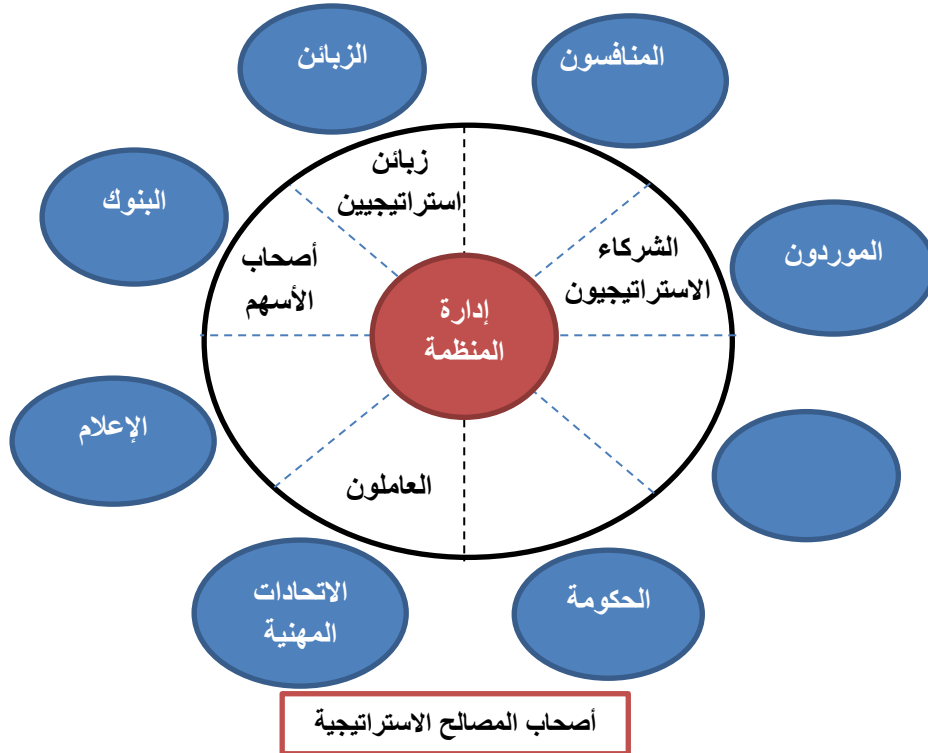 المنافسون
الزبائن
زبائن
استراتيجيين
البنوك
الموردون
الشركاء
الاستراتيجيون
أصحاب
الأسهم
إدارة
المنظمة
الإعلام
العاملون
الاتحادات
المهنية
الحكومة
أصحاب المصالح الاستراتيجية